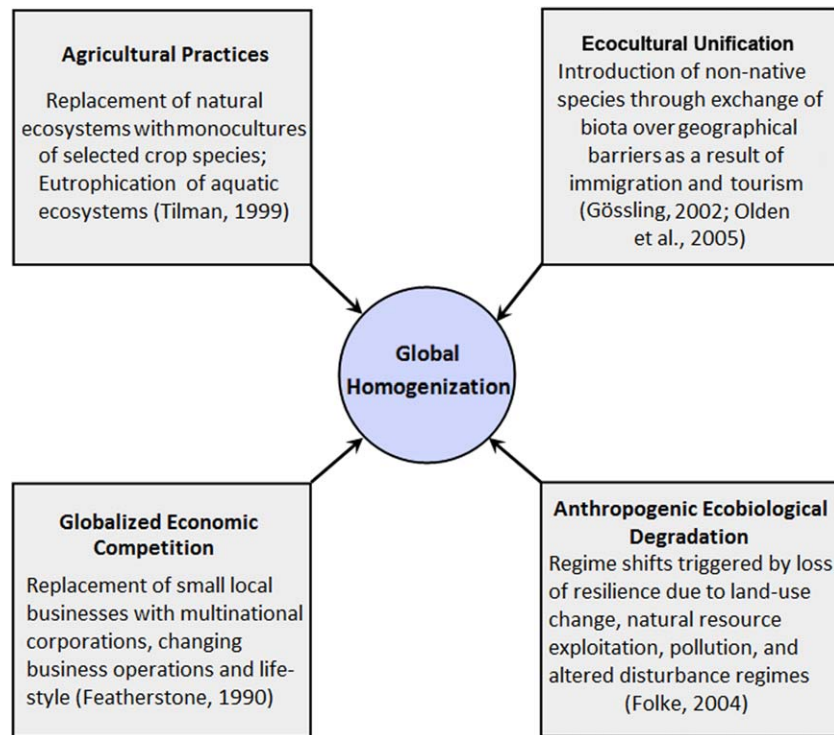 Agricultural Practices
Replacement of natural
ecosystems with monocultures
of selected crop species;
Eutrophication of aquatic
ecosystems (Tilman, 1999)
Ecocultural Unification
Introduction of non-native
species through exchange of
biota over geographical
barriers as a result of
immigration and tourism
(Gössling, 2002; Olden
et al., 2005)
Global
Homogenization
Globalized Economic
Competition
Replacement of small local
businesses with multinational
corporations, changing
business operations and life-
style (Featherstone, 1990)
Anthropogenic Ecobiological
Degradation
Regime shifts triggered by loss
of resilience due to land-use
change, natural resource
exploitation, pollution, and
altered disturbance regimes
(Folke, 2004)